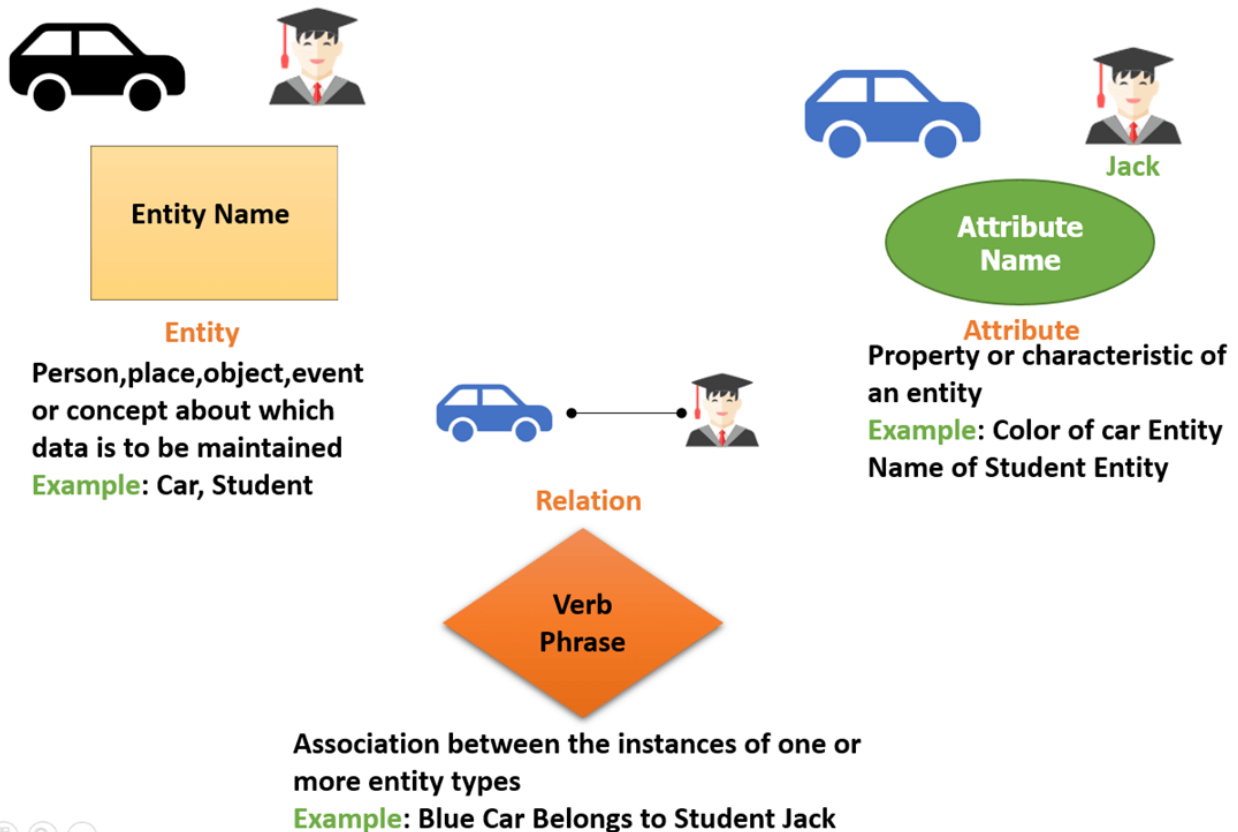 Entity Name
Entity
Person,place,object,event
or concept about which
data is to be maintained
Example: Car, Student
Jack
Attribute
Name
Attribute
Property or characteristic of
an entity
Example: Color of car Entity
Name of Student Entity
Relation
Verb
Phrase
Association between the instances of one or
more entity types
Example: Blue Car Belongs to Student Jack